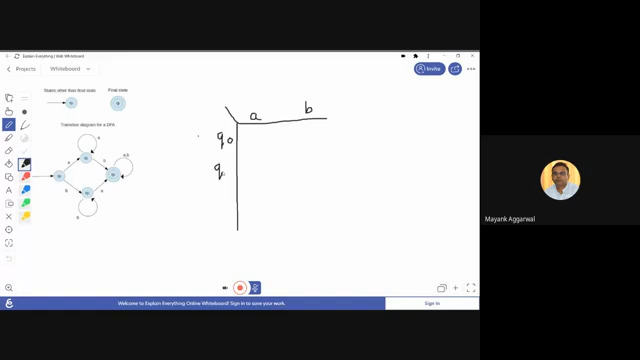 Explain Everything | Web Whiteboard
Projects
Whiteboard
Invite
States other than final state
Final state
Transition diagram for a DFA
a
a
b
a,b
b
a
a b
q0
q
Mayank Aggarwal
Welcome to Explain Everything Online Whiteboard! Sign in to save your work.
Sign In